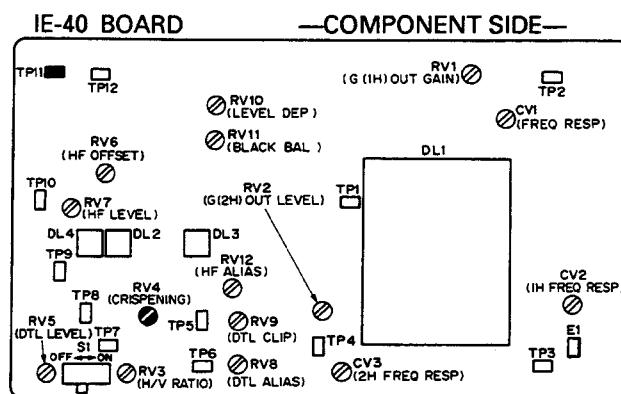 IE-40 BOARD —COMPONENT SIDE—
TP11
TP12
RV1
(G (1H) OUT GAIN)
TP2
RV10
(LEVEL DEP)
CV1
(FREQ RESP)
RV11
(BLACK BAL)
RV6
(HF OFFSET)
DL1
TP10
RV7
(HF LEVEL)
RV2
(G(2H) OUT LEVEL)
TP1
DL4
DL2
DL3
TP9
RV12
(HF ALIAS)
CV2
(1H FREQ RESP)
RV4
(CRISPENING)
TP8
RV5
(DTL LEVEL)
TP7
TP5
RV9
(DTL CLIP)
E1
S1
OFF↔ON
TP6
TP4
TP3
RV3
(H/V RATIO)
RV8
(DTL ALIAS)
CV3
(2H FREQ RESP)